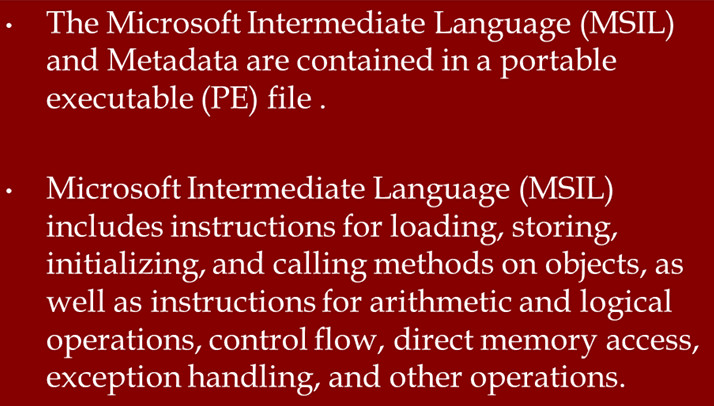 • The Microsoft Intermediate Language (MSIL)
and Metadata are contained in a portable
executable (PE) file .
• Microsoft Intermediate Language (MSIL)
includes instructions for loading, storing,
initializing, and calling methods on objects, as
well as instructions for arithmetic and logical
operations, control flow, direct memory access,
exception handling, and other operations.